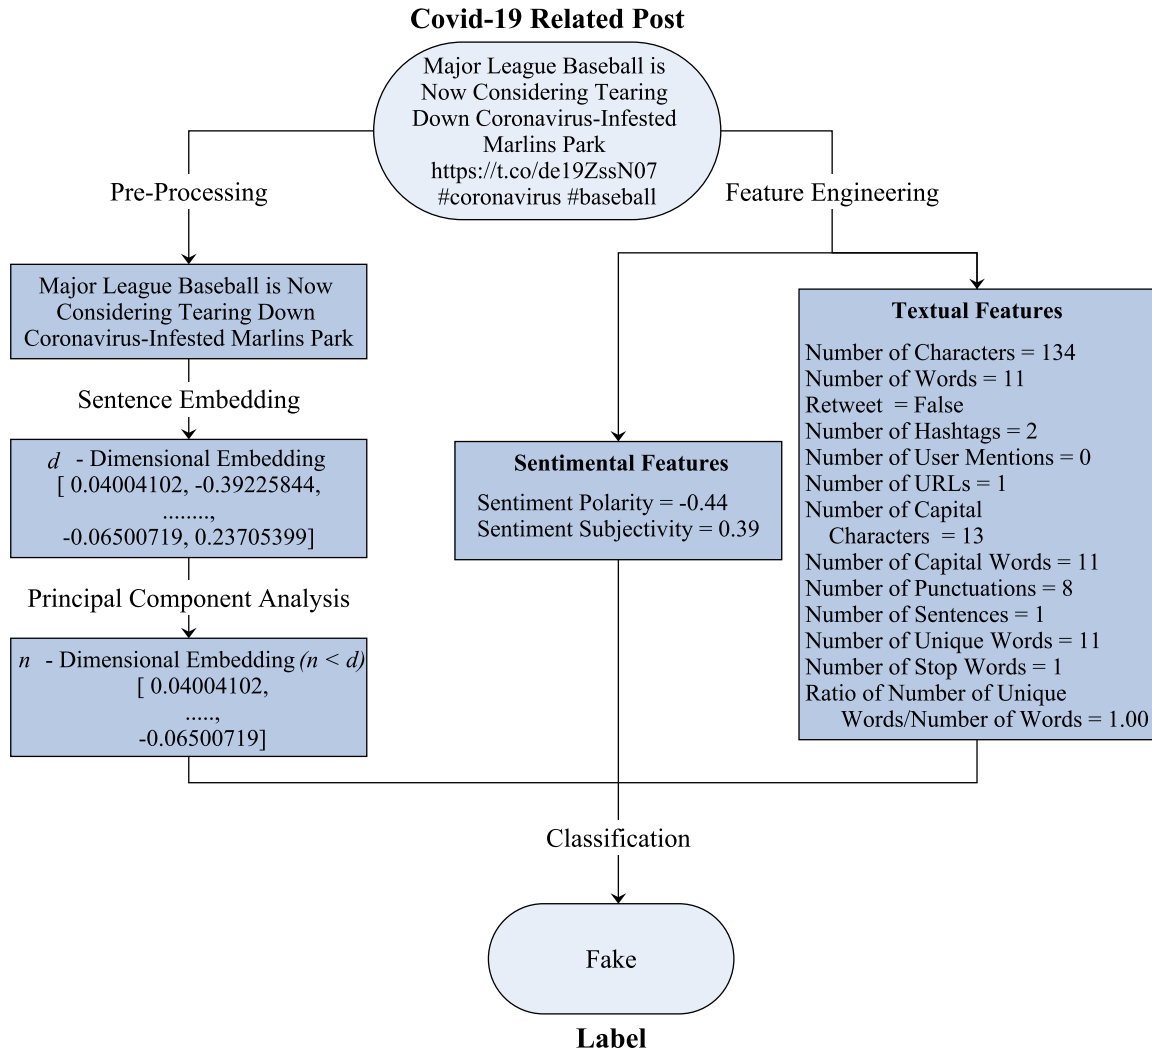 Covid-19 Related Post
Major League Baseball is
Now Considering Tearing
Down Coronavirus-Infested
Marlins Park
https://t.co/de19ZssN07
#coronavirus #baseball
Pre-Processing
Feature Engineering
Major League Baseball is Now
Considering Tearing Down
Coronavirus-Infested Marlins Park
Sentence Embedding
d - Dimensional Embedding
[ 0.04004102, -0.39225844,
........,
-0.06500719, 0.23705399]
Principal Component Analysis
n - Dimensional Embedding (n < d)
[ 0.04004102,
.....,
-0.06500719]
Sentimental Features
Sentiment Polarity = -0.44
Sentiment Subjectivity = 0.39
Textual Features
Number of Characters = 134
Number of Words = 11
Retweet = False
Number of Hashtags = 2
Number of User Mentions = 0
Number of URLs = 1
Number of Capital
Characters = 13
Number of Capital Words = 11
Number of Punctuations = 8
Number of Sentences = 1
Number of Unique Words = 11
Number of Stop Words = 1
Ratio of Number of Unique
Words/Number of Words = 1.00
Classification
Fake
Label